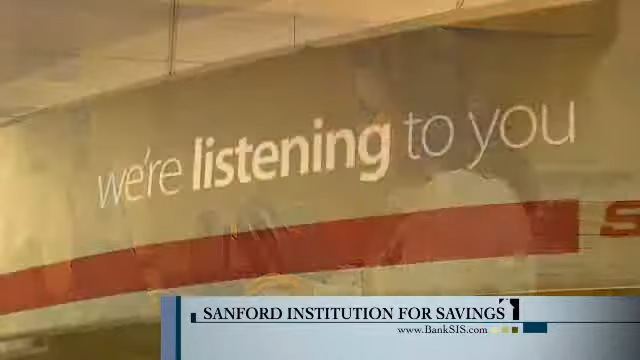 we're listening to you
S
SANFORD INSTITUTION FOR SAVINGS
www.BankSIS.com